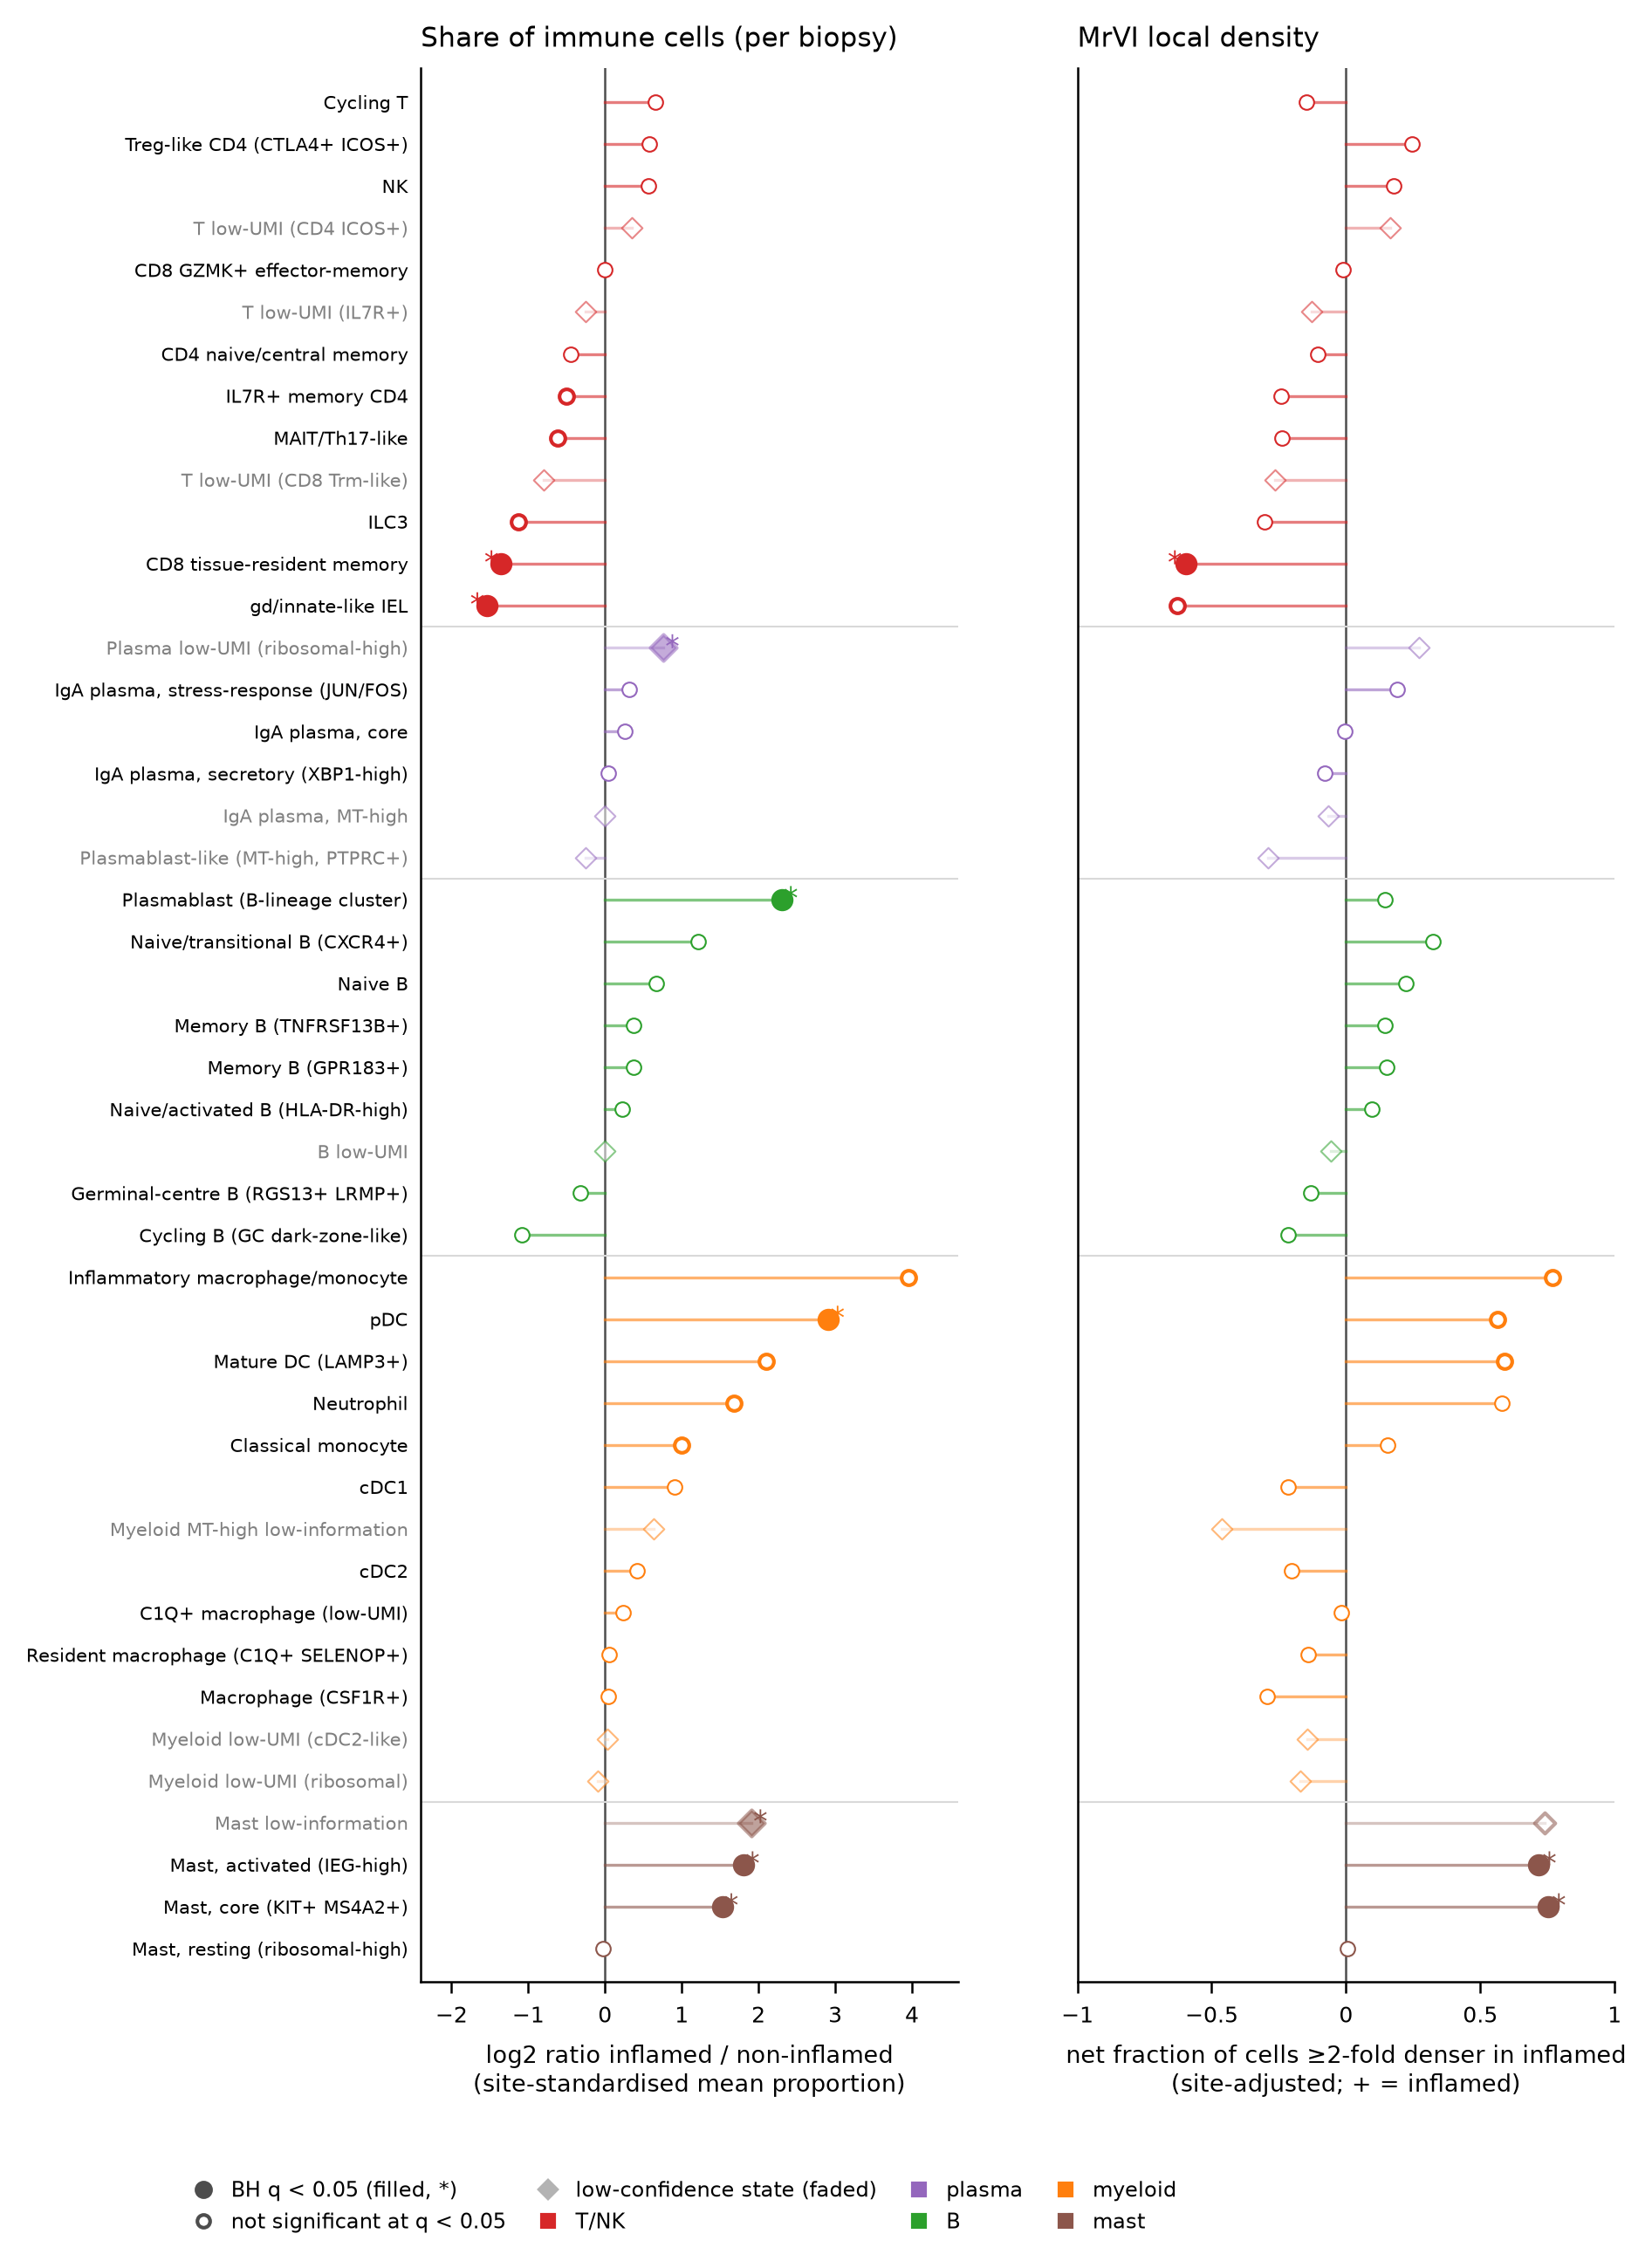 Share of immune cells (per biopsy)
MrVI local density
Cycling T
Treg-like CD4 (CTLA4+ ICOS+)
NK
T low-UMI (CD4 ICOS+)
CD8 GZMK+ effector-memory
T low-UMI (IL7R+)
CD4 naive/central memory
IL7R+ memory CD4
MAIT/Th17-like
T low-UMI (CD8 Trm-like)
ILC3
CD8 tissue-resident memory
* *
gd/innate-like IEL
*
Plasma low-UMI (ribosomal-high)
*
IgA plasma, stress-response (JUN/FOS)
IgA plasma, core
IgA plasma, secretory (XBP1-high)
IgA plasma, MT-high
Plasmablast-like (MT-high, PTPRC+)
Plasmablast (B-lineage cluster)
*
Naive/transitional B (CXCR4+)
Naive B
Memory B (TNFRSF13B+)
Memory B (GPR183+)
Naive/activated B (HLA-DR-high)
B low-UMI
Germinal-centre B (RGS13+ LRMP+)
Cycling B (GC dark-zone-like)
Inflammatory macrophage/monocyte
pDC
*
Mature DC (LAMP3+)
Neutrophil
Classical monocyte
cDC1
Myeloid MT-high low-information
cDC2
C1Q+ macrophage (low-UMI)
Resident macrophage (C1Q+ SELENOP+)
Macrophage (CSF1R+)
Myeloid low-UMI (cDC2-like)
Myeloid low-UMI (ribosomal)
Mast low-information
*
Mast, activated (IEG-high)
* *
Mast, core (KIT+ MS4A2+)
* *
Mast, resting (ribosomal-high)
−2 −1 0 1 2 3 4
−1 −0.5 0 0.5 1
log2 ratio inflamed / non-inflamed
(site-standardised mean proportion)
net fraction of cells ≥2-fold denser in inflamed
(site-adjusted; + = inflamed)
BH q < 0.05 (filled, *)
not significant at q < 0.05
low-confidence state (faded)
T/NK
plasma
B
myeloid
mast